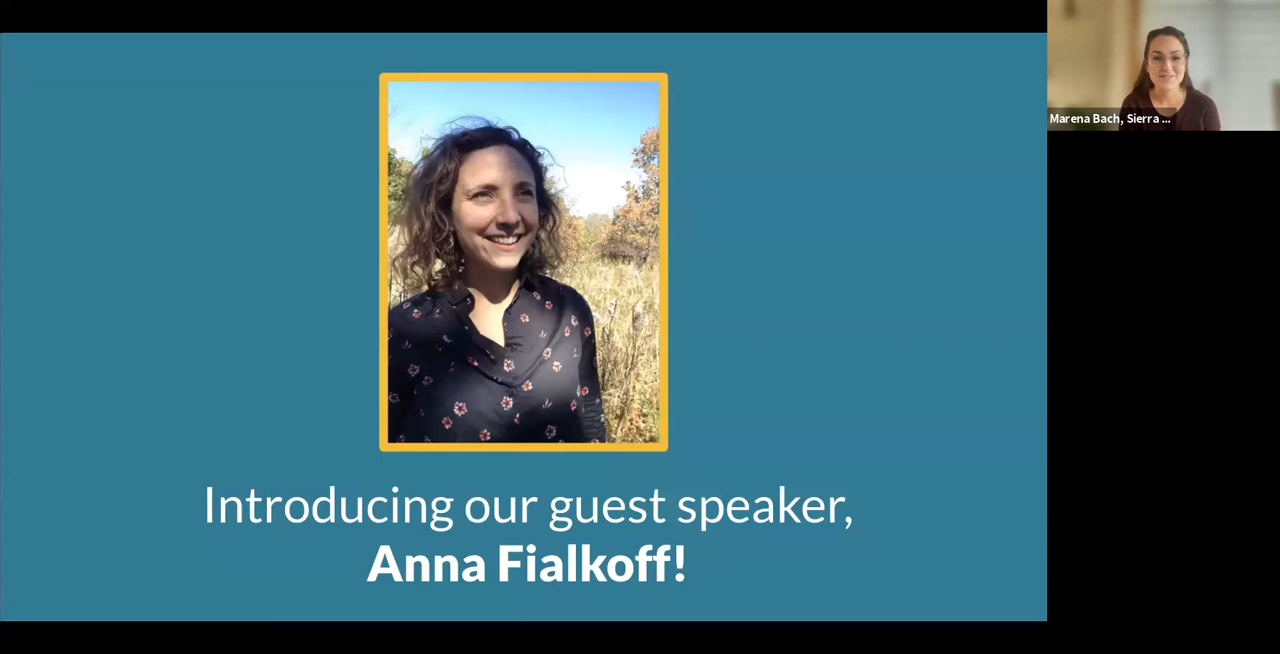 Introducing our guest speaker,
Anna Fialkoff!
Marena Bach, Sierra ...